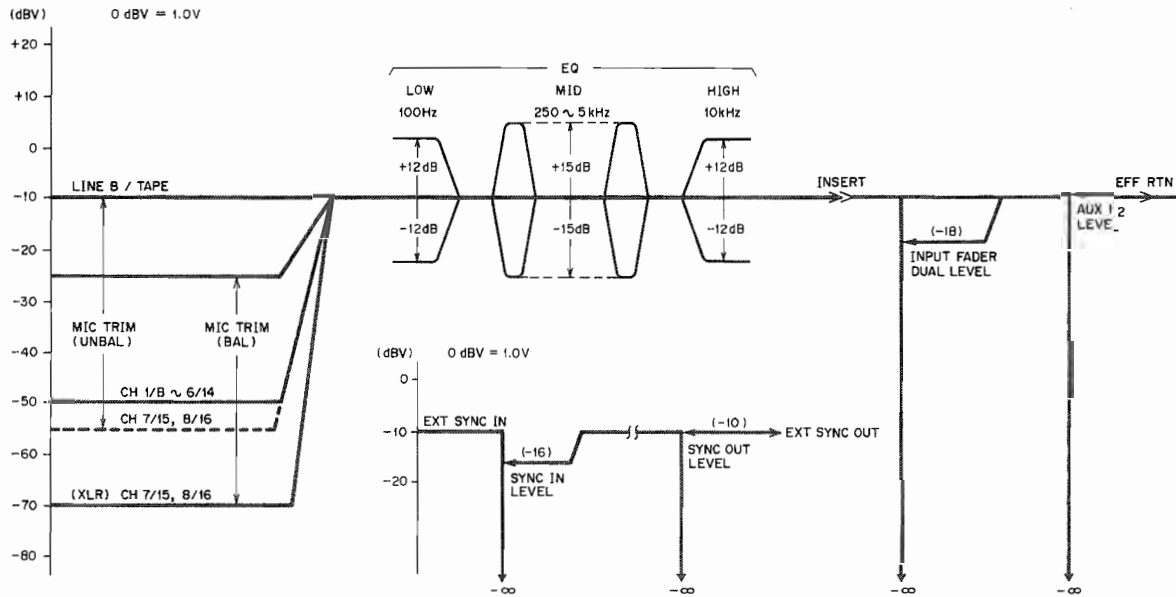 (dBV) 0 dBV = 1.0V
+20
+10
0
-10
-20
-30
-40
-50
-60
-70
-80
LINE B / TAPE
MIC TRIM
(UNBAL)
MIC TRIM
(BAL)
CH 1/B ~ 6/14
CH 7/15, 8/16
(XLR) CH 7/15, 8/16
EQ
LOW
100Hz
MID
250 ~ 5 kHz
HIGH
10kHz
+12dB
-12dB
+15dB
-15dB
+12dB
-12dB
INSERT
(-18)
INPUT FADER
DUAL LEVEL
EFF RTN
AUX 1 2
-∞
-∞
(dBV) 0 dBV = 1.0V
0
-10
-20
EXT SYNC IN
(-16)
SYNC IN
LEVEL
(-10)
EXT SYNC OUT
SYNC OUT
LEVEL
-∞
-∞